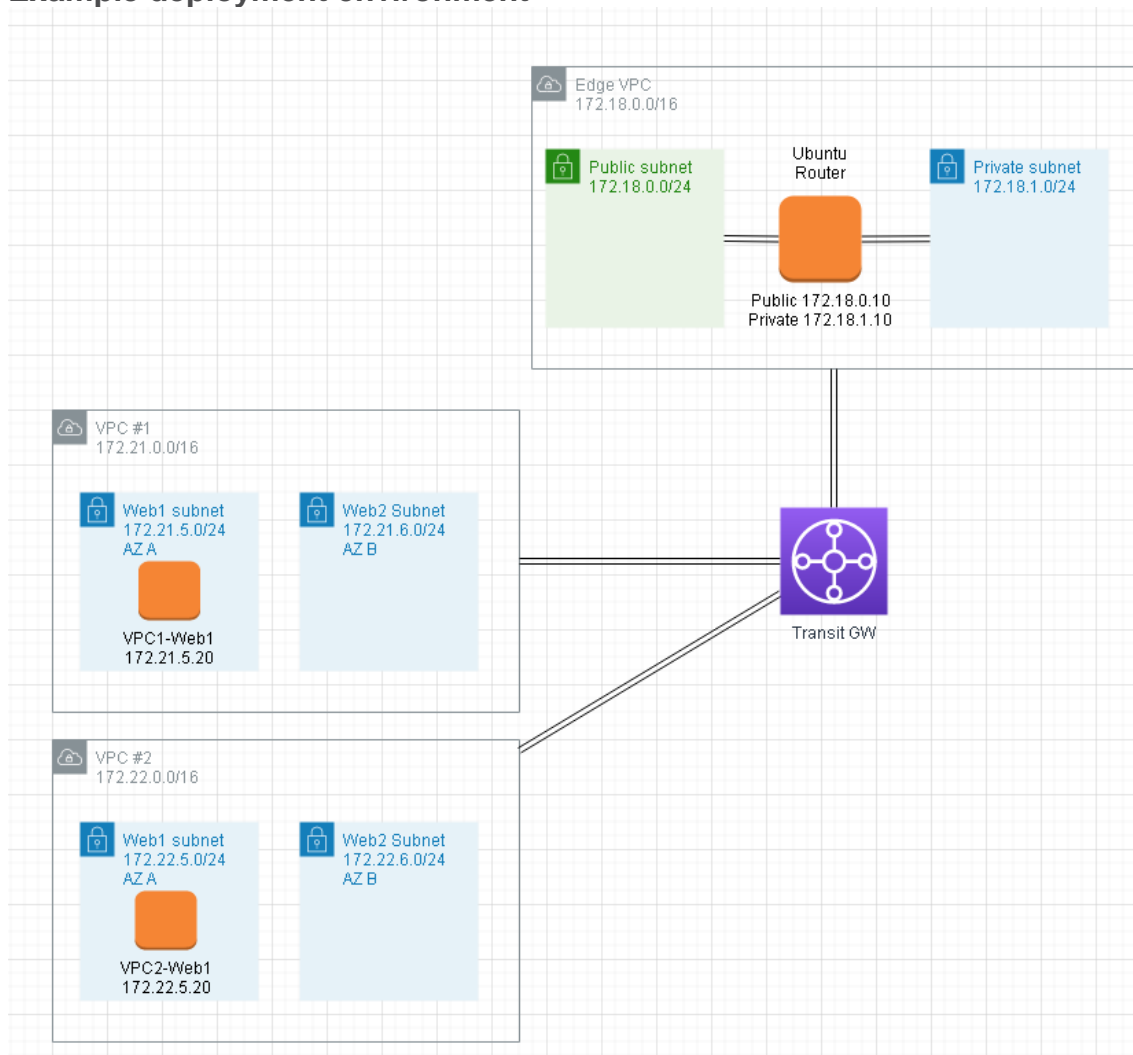 Example deployment environment
Edge VPC
172.18.0.0/16
Public subnet
172.18.0.0/24
Ubuntu
Router
Private subnet
172.18.1.0/24
Public 172.18.0.10
Private 172.18.1.10
VPC #1
172.21.0.0/16
Web1 subnet
172.21.5.0/24
AZ A
VPC1-Web1
172.21.5.20
Web2 Subnet
172.21.6.0/24
AZ B
Transit GW
VPC #2
172.22.0.0/16
Web1 subnet
172.22.5.0/24
AZ A
VPC2-Web1
172.22.5.20
Web2 Subnet
172.22.6.0/24
AZ B